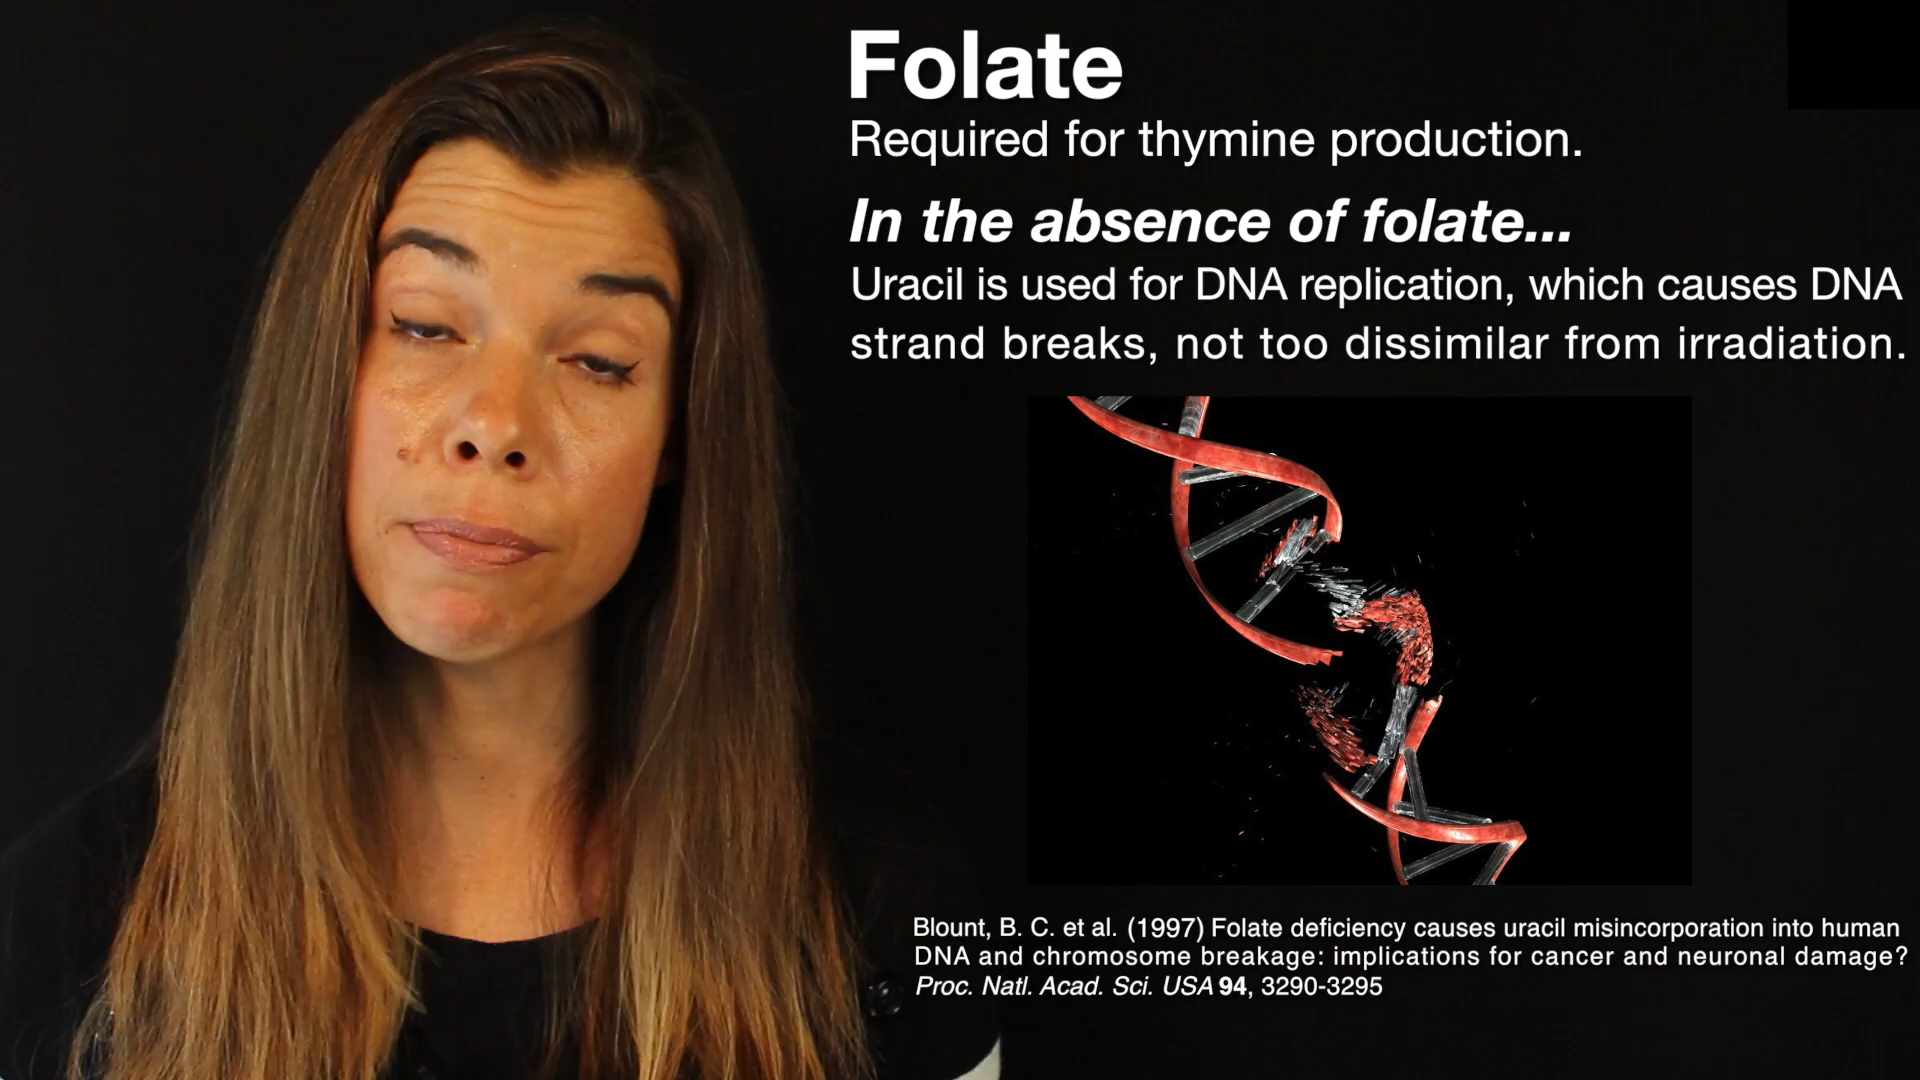 Folate
Required for thymine production.
In the absence of folate...
Uracil is used for DNA replication, which causes DNA
strand breaks, not too dissimilar from irradiation.
Blount, B. C. et al. (1997) Folate deficiency causes uracil misincorporation into human
DNA and chromosome breakage: implications for cancer and neuronal damage?
Proc. Natl. Acad. Sci. USA 94, 3290-3295